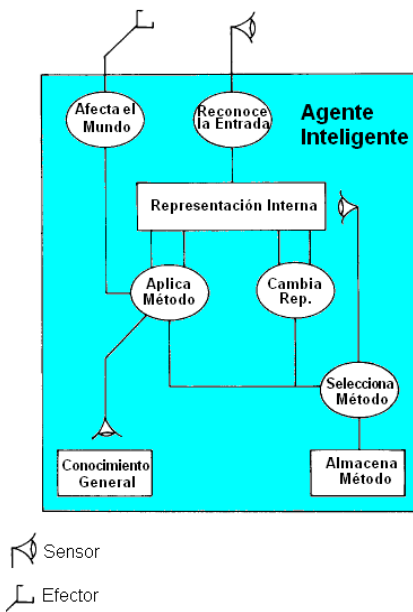 Afecta el
Mundo
Reconoce
la Entrada
Agente
Inteligente
Representación Interna
Aplica
Método
Cambia
Rep.
Selecciona
Método
Conocimiento
General
Almacena
Método
Sensor
Efector